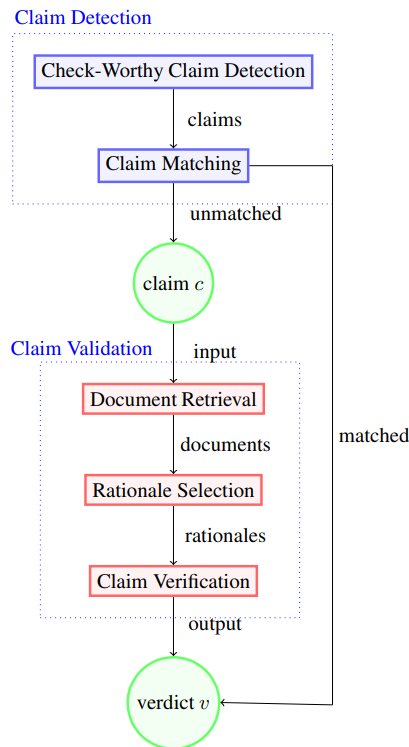 Claim Detection
Check-Worthy Claim Detection
claims
Claim Matching
unmatched
claim c
Claim Validation
input
Document Retrieval
matched
documents
Rationale Selection
rationales
Claim Verification
output
verdict v